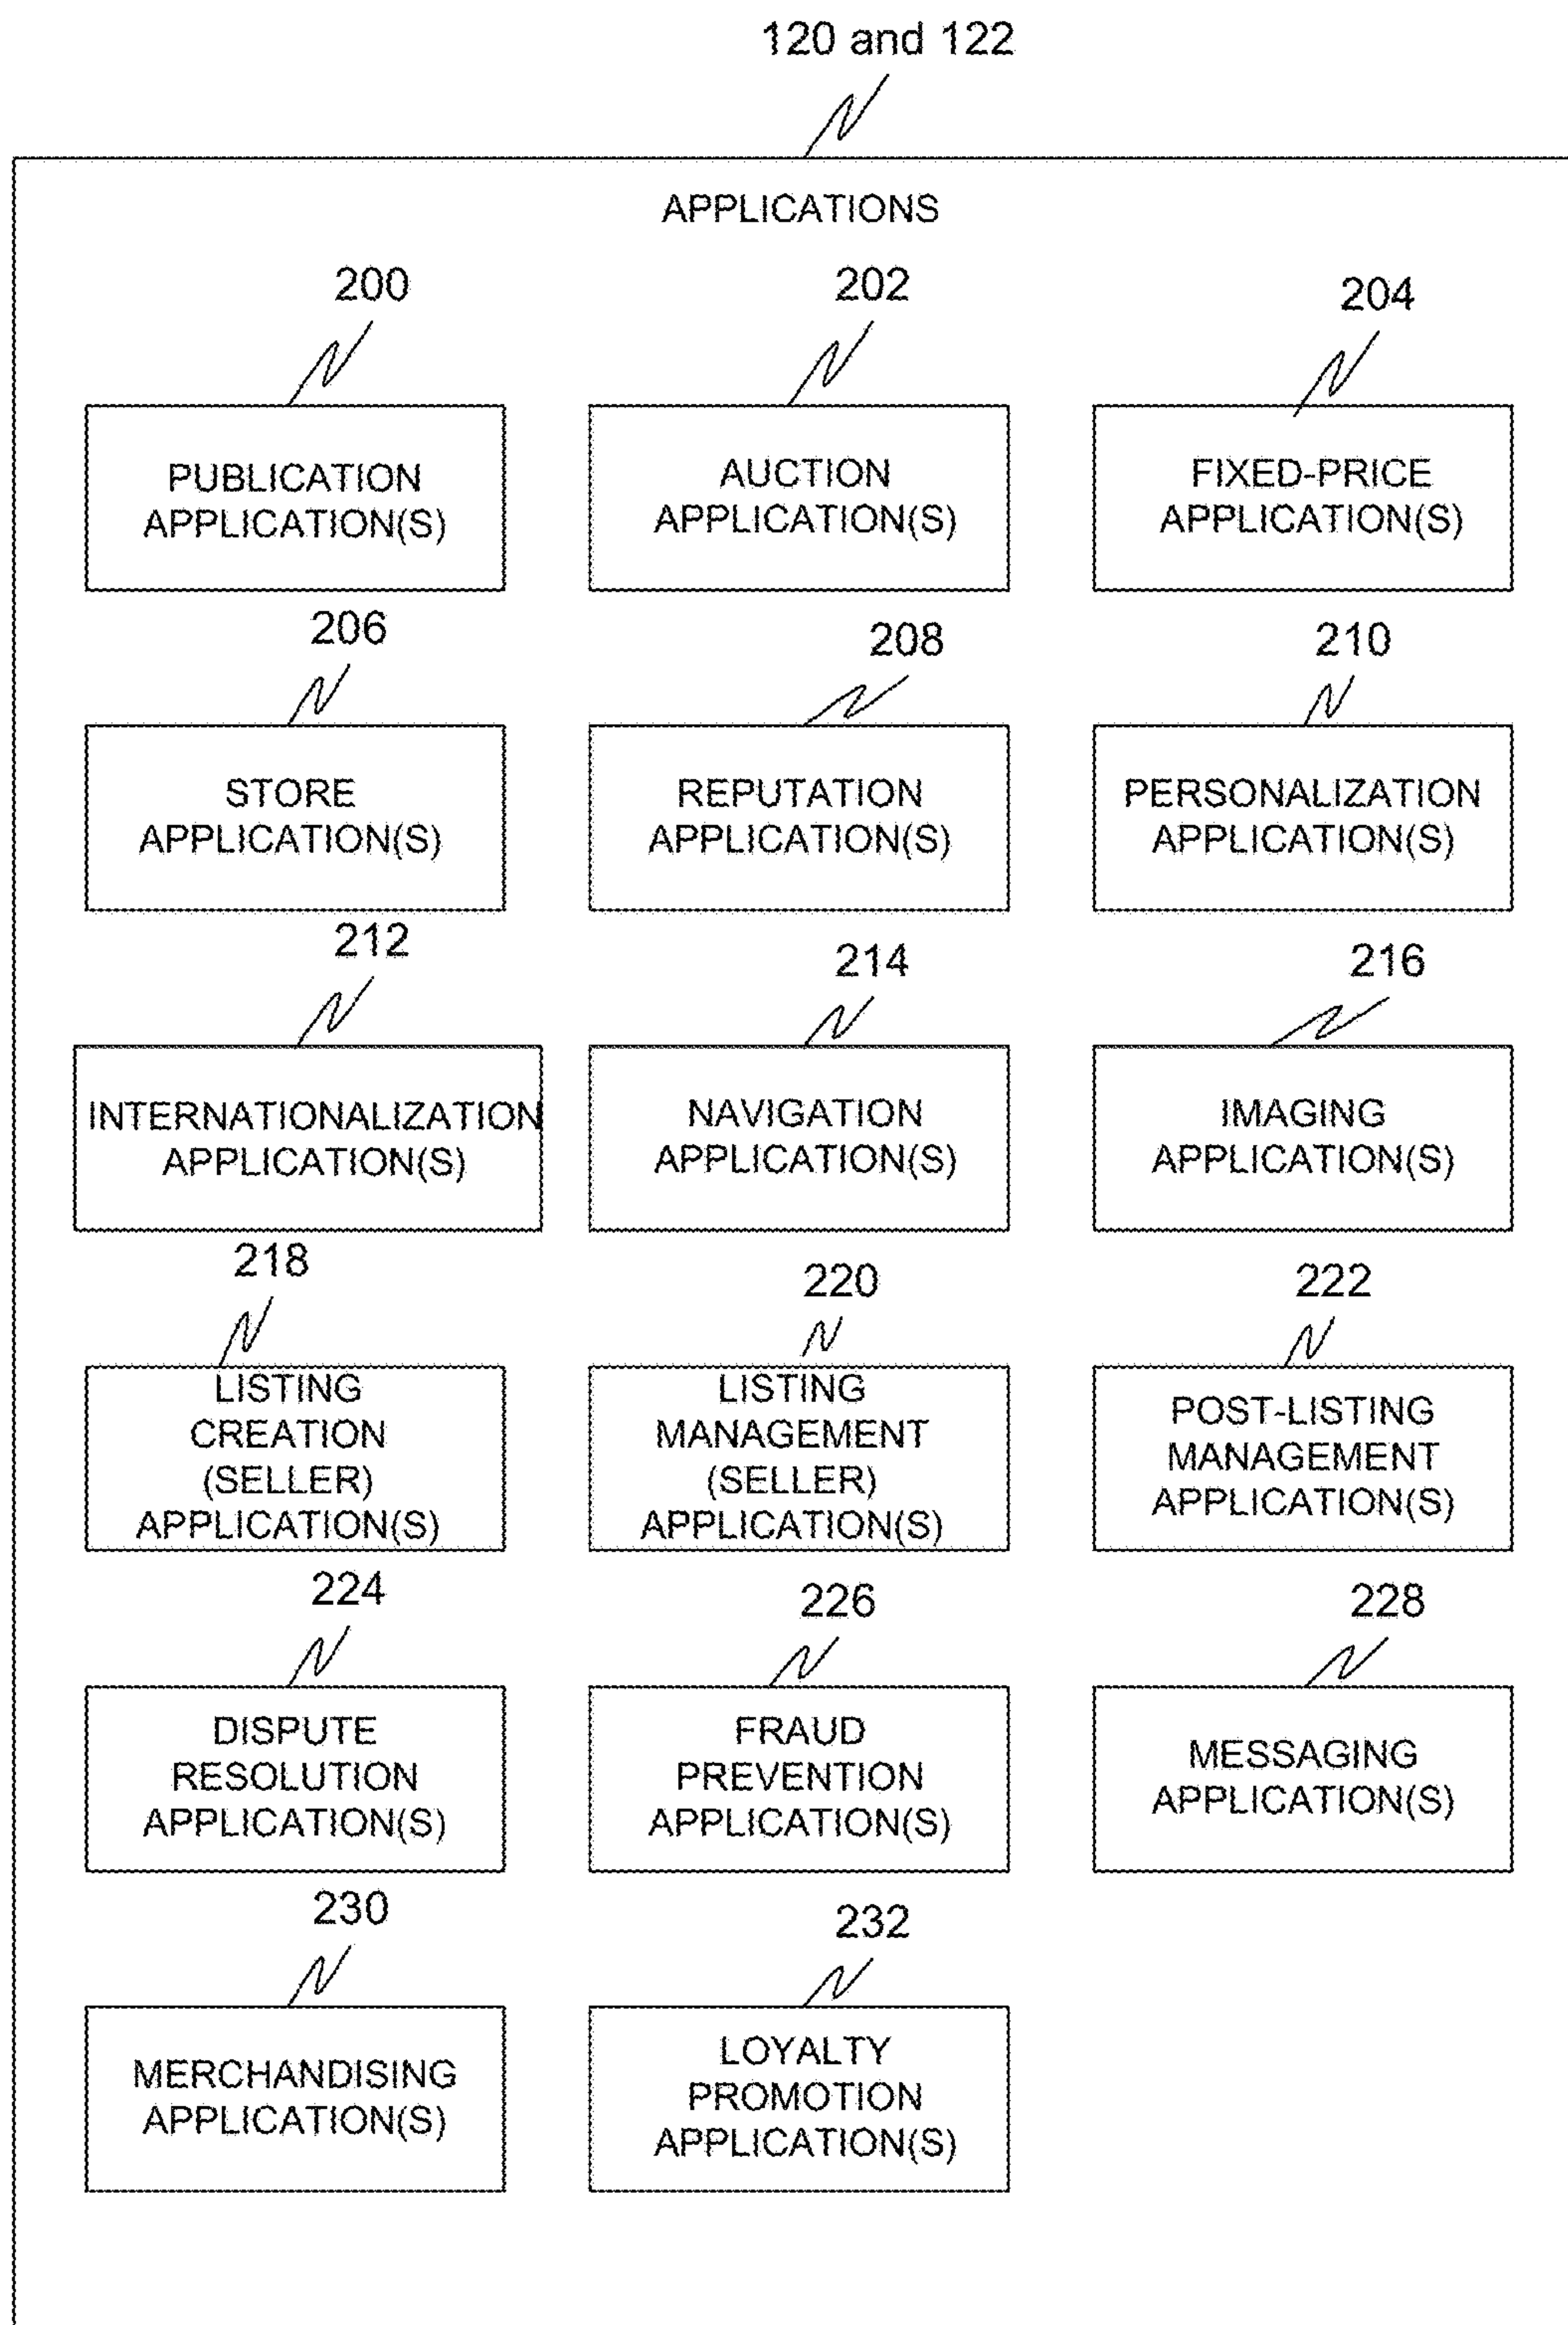 120 and 122
APPLICATIONS
200
202
204
PUBLICATION
APPLICATION(S)
AUCTION
APPLICATION(S)
FIXED-PRICE
APPLICATION(S)
206
208
210
STORE
APPLICATION(S)
REPUTATION
APPLICATION(S)
PERSONALIZATION
APPLICATION(S)
212
214
216
INTERNATIONALIZATION
APPLICATION(S)
NAVIGATION
APPLICATION(S)
IMAGING
APPLICATION(S)
218
220
222
LISTING
CREATION
(SELLER)
APPLICATION(S)
LISTING
MANAGEMENT
(SELLER)
APPLICATION(S)
POST-LISTING
MANAGEMENT
APPLICATION(S)
224
226
228
DISPUTE
RESOLUTION
APPLICATION(S)
FRAUD
PREVENTION
APPLICATION(S)
MESSAGING
APPLICATION(S)
230
232
MERCHANDISING
APPLICATION(S)
LOYALTY
PROMOTION
APPLICATION(S)